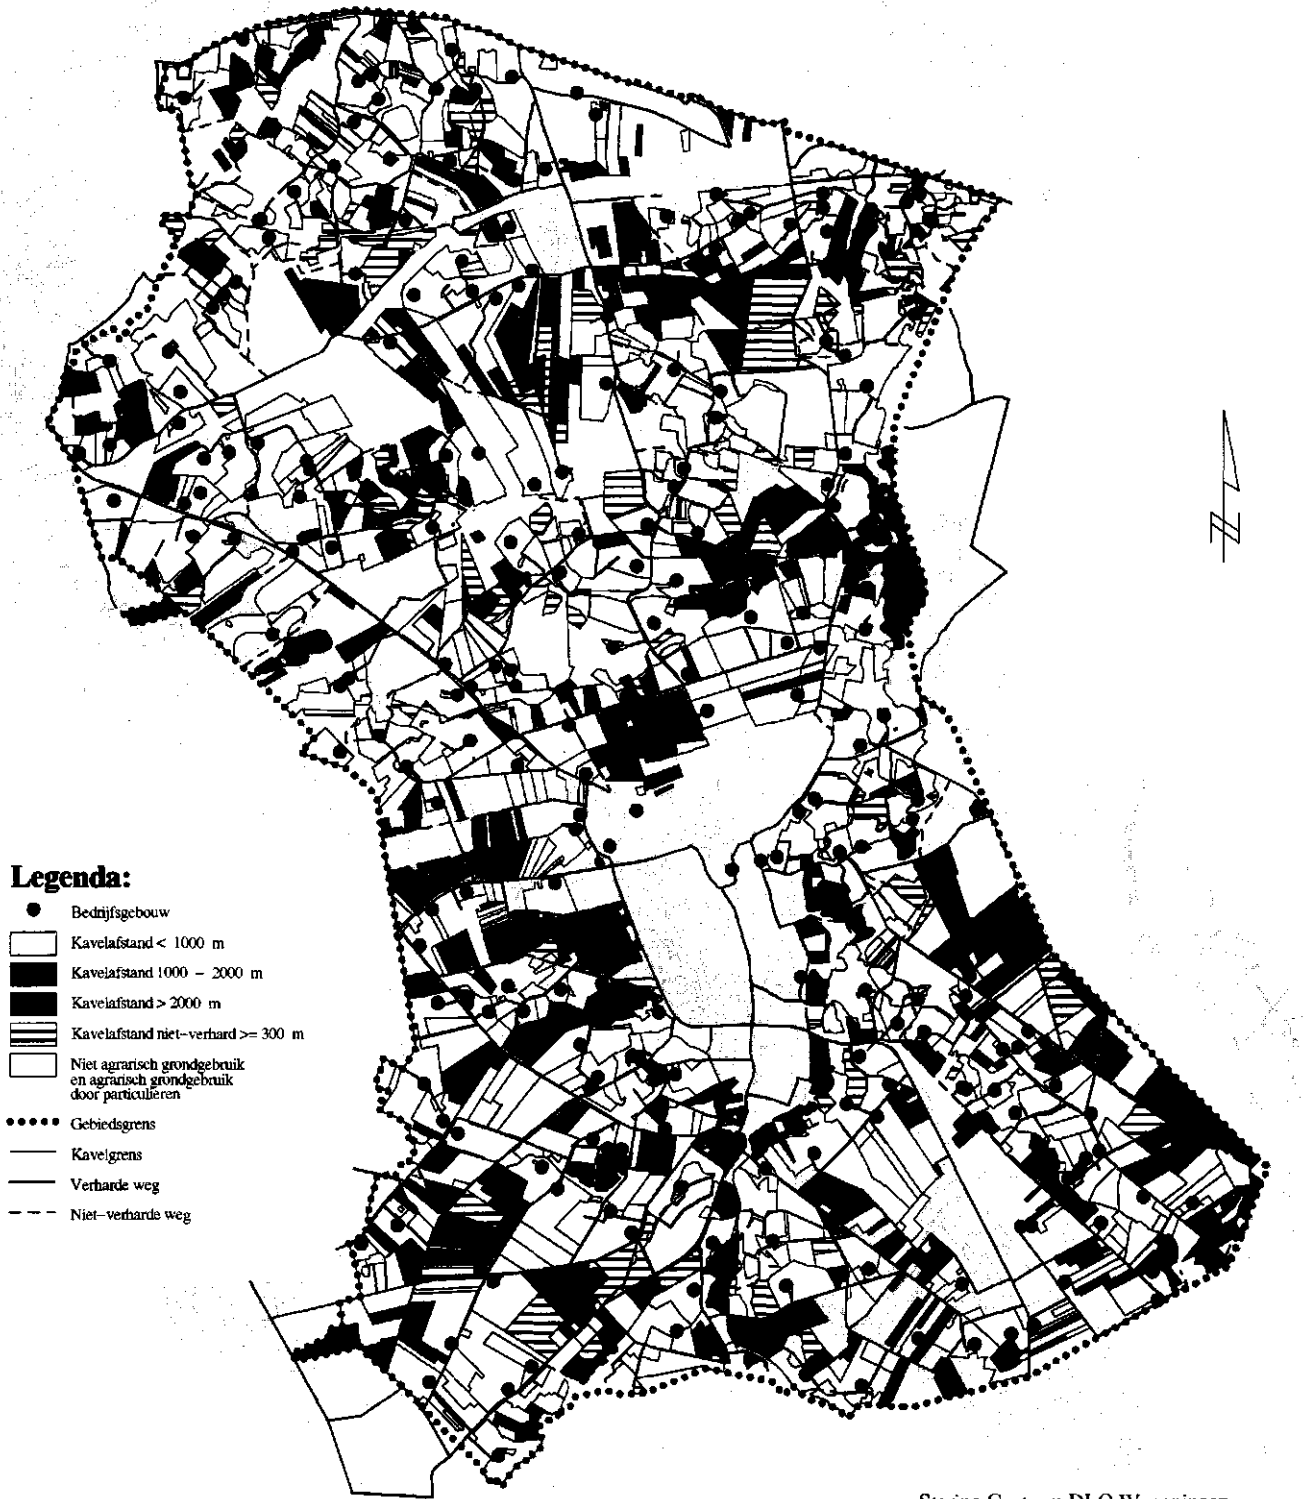 Legenda:
Bedrijfsgebouw
Kavelafstand < 1000 m
Kavelafstand 1000 – 2000 m
Kavelafstand > 2000 m
Kavelafstand niet–verhard >= 300 m
Niet agrarisch grondgebruik
en agrarisch grondgebruik
door particulieren
Gebiedsgrens
Kavelgrens
Verharde weg
Niet–verharde weg